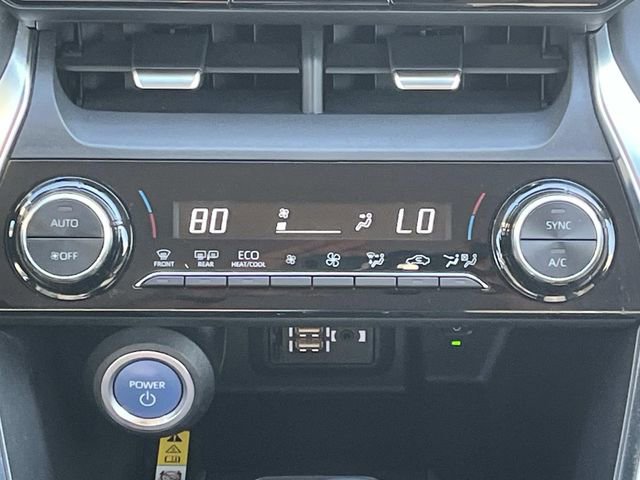 80 LO
AUTO
OFF
SYNC
A/C
FRONT REAR ECO
HEAT/COOL
POWER